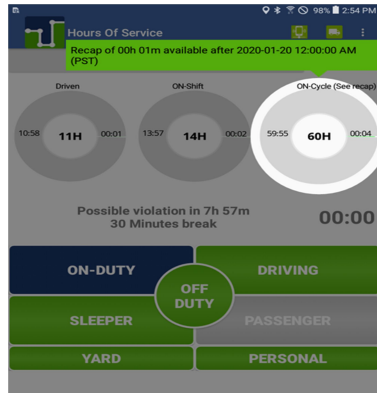 98% 2:54 PM
Hours Of Service
Recap of 00h 01m available after 2020-01-20 12:00:00 AM
(PST)
Driven
ON-Shift
ON-Cycle (See recap)
10:58 11H 00:01
13:57 14H 00:02
59:55 60H 00:04
Possible violation in 7h 57m
30 Minutes break
00:00
ON-DUTY
DRIVING
OFF
DUTY
SLEEPER
PASSENGER
YARD
PERSONAL